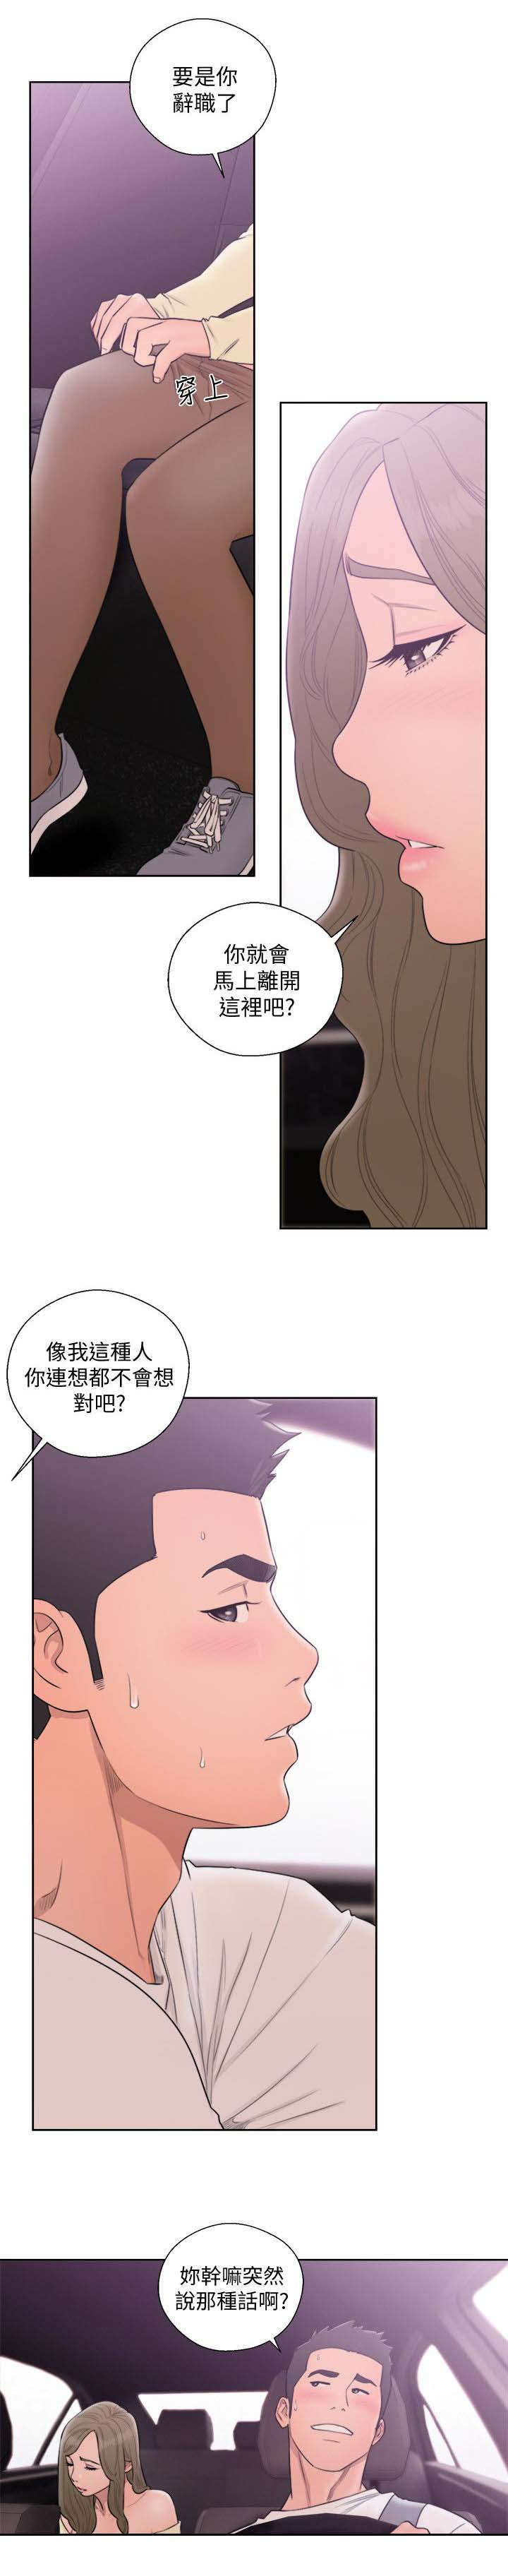 要是你
辭職了
穿上
你就會
馬上離開
這裡吧?
像我這種人
你連想都不會想
對吧?
妳幹嘛突然
說那種話啊?